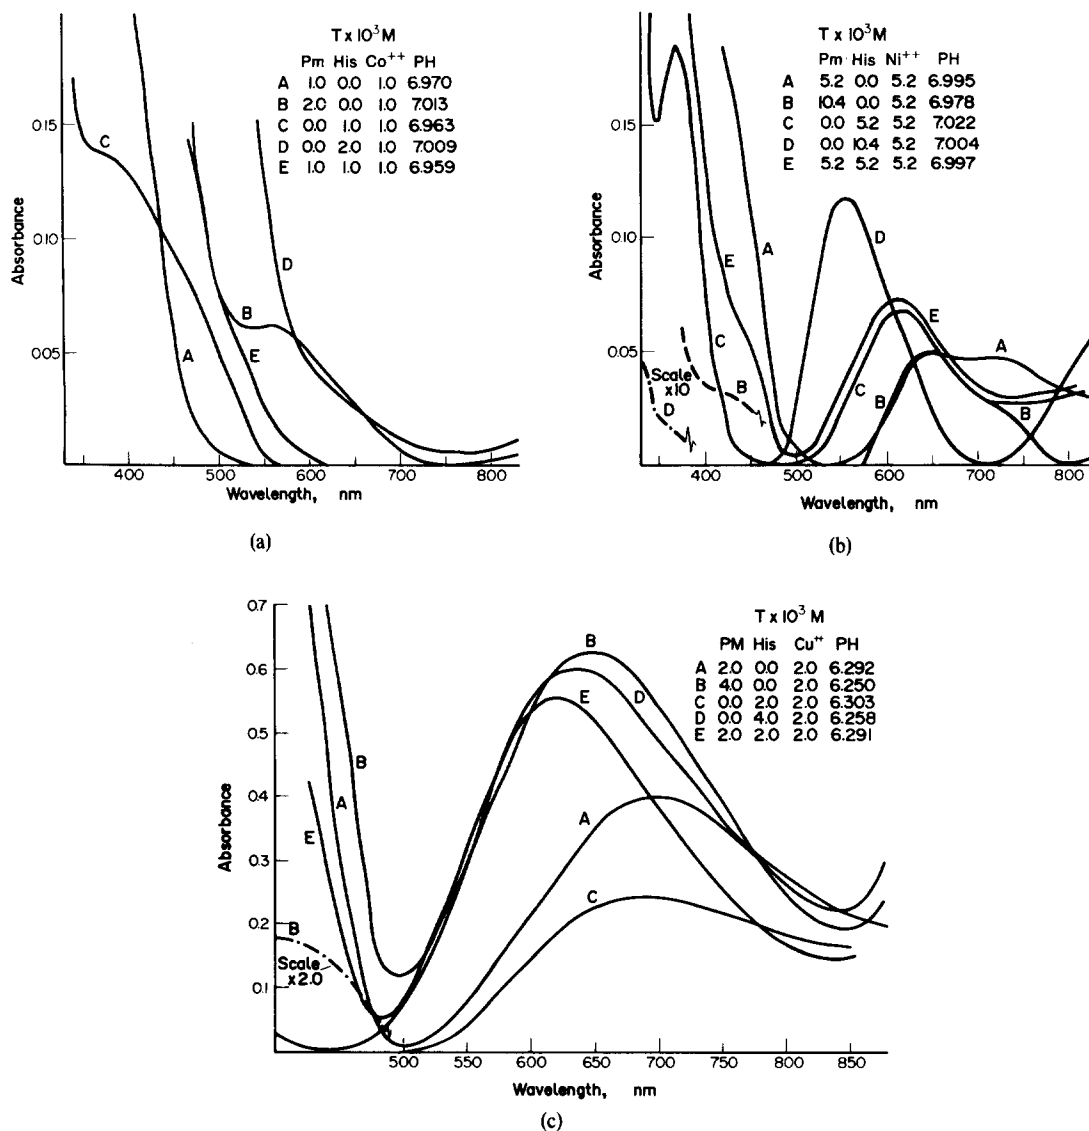 (a)
T x 10³ M
Pm His Co⁺⁺ PH
A 1.0 0.0 1.0 6.970
B 2.0 0.0 1.0 7.013
C 0.0 1.0 1.0 6.963
D 0.0 2.0 1.0 7.009
E 1.0 1.0 1.0 6.959
0.15
0.10
0.05
Absorbance
C
A
B
E
D
400 500 600 700 800
Wavelength, nm
(b)
T x 10³ M
Pm His Ni⁺⁺ PH
A 5.2 0.0 5.2 6.995
B 10.4 0.0 5.2 6.978
C 0.0 5.2 5.2 7.022
D 0.0 10.4 5.2 7.004
E 5.2 5.2 5.2 6.997
0.15
0.10
0.05
Absorbance
E
A
C
D
E
A
Scale
x10
D
B
C
B
B
400 500 600 700 800
Wavelength, nm
T x 10³ M
PM His Cu⁺⁺ PH
A 2.0 0.0 2.0 6.292
B 4.0 0.0 2.0 6.250
C 0.0 2.0 2.0 6.303
D 0.0 4.0 2.0 6.258
E 2.0 2.0 2.0 6.291
0.7
0.6
0.5
0.4
0.3
0.2
0.1
Absorbance
B
E
D
B
A
E
A
C
B
Scale
x2.0
500 550 600 650 700 750 800 850
Wavelength, nm
(c)